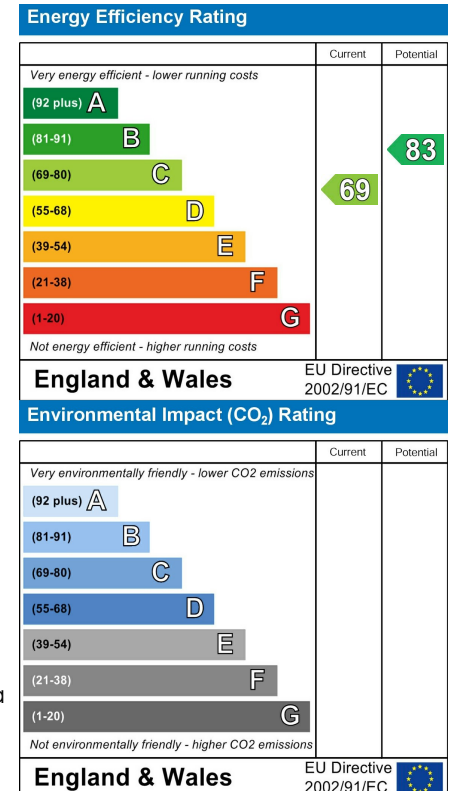 Energy Efficiency Rating
Current Potential
Very energy efficient - lower running costs
(92 plus) A
(81-91) B
83
(69-80) C
69
(55-68) D
(39-54) E
(21-38) F
(1-20) G
Not energy efficient - higher running costs
England & Wales
EU Directive
2002/91/EC
Environmental Impact (CO₂) Rating
Current Potential
Very environmentally friendly - lower CO2 emissions
(92 plus) A
(81-91) B
(69-80) C
(55-68) D
(39-54) E
(21-38) F
a
(1-20) G
Not environmentally friendly - higher CO2 emissions
England & Wales
EU Directive
2002/91/EC